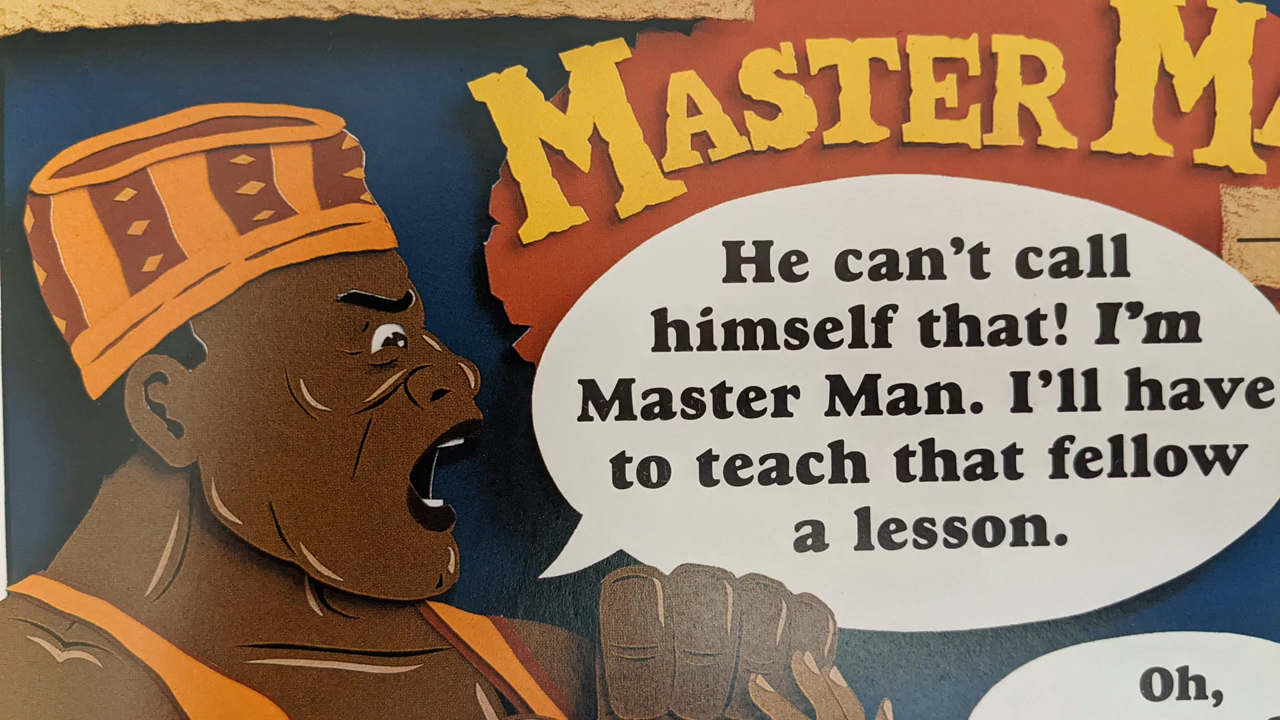 MASTER M
He can't call
himself that! I'm
Master Man. I'll have
to teach that fellow
a lesson.
Oh,